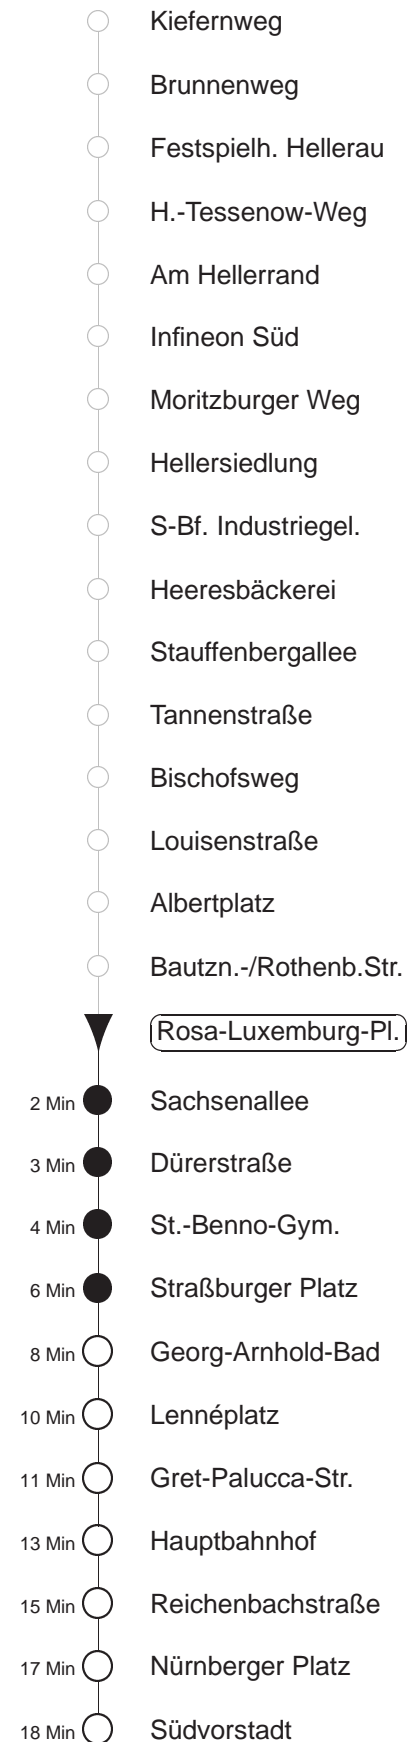 Kiefernweg
Brunnenweg
Festspielh. Hellerau
H.-Tessenow-Weg
Am Hellerrand
Infineon Süd
Moritzburger Weg
Hellersiedlung
S-Bf. Industriegel.
Heeresbäckerei
Stauffenbergallee
Tannenstraße
Bischofsweg
Louisenstraße
Albertplatz
Bautzn.-/Rothenb.Str.
Rosa-Luxemburg-Pl.
2 Min Sachsenallee
3 Min Dürerstraße
4 Min St.-Benno-Gym.
6 Min Straßburger Platz
8 Min Georg-Arnhold-Bad
10 Min Lennéplatz
11 Min Gret-Palucca-Str.
13 Min Hauptbahnhof
15 Min Reichenbachstraße
17 Min Nürnberger Platz
18 Min Südvorstadt